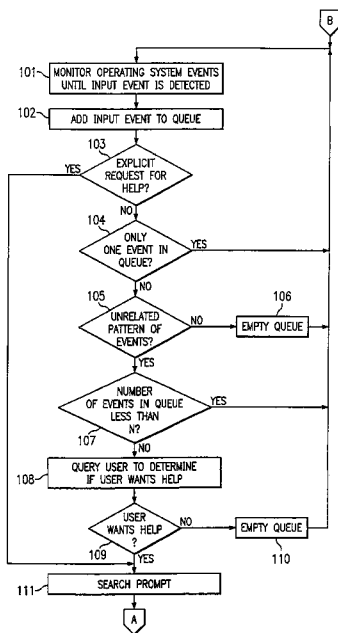 B
101
MONITOR OPERATING SYSTEM EVENTS
UNTIL INPUT EVENT IS DETECTED
102
ADD INPUT EVENT TO QUEUE
103
YES
EXPLICIT
REQUEST FOR
HELP?
NO
104
ONLY
ONE EVENT IN
QUEUE?
YES
NO
105
UNRELATED
PATTERN OF
EVENTS?
NO
106
EMPTY QUEUE
YES
NUMBER
OF EVENTS IN QUEUE
LESS THAN
N?
YES
107
NO
108
QUERY USER TO DETERMINE
IF USER WANTS HELP
USER
WANTS HELP
?
NO
EMPTY QUEUE
109
YES
110
111
SEARCH PROMPT
A